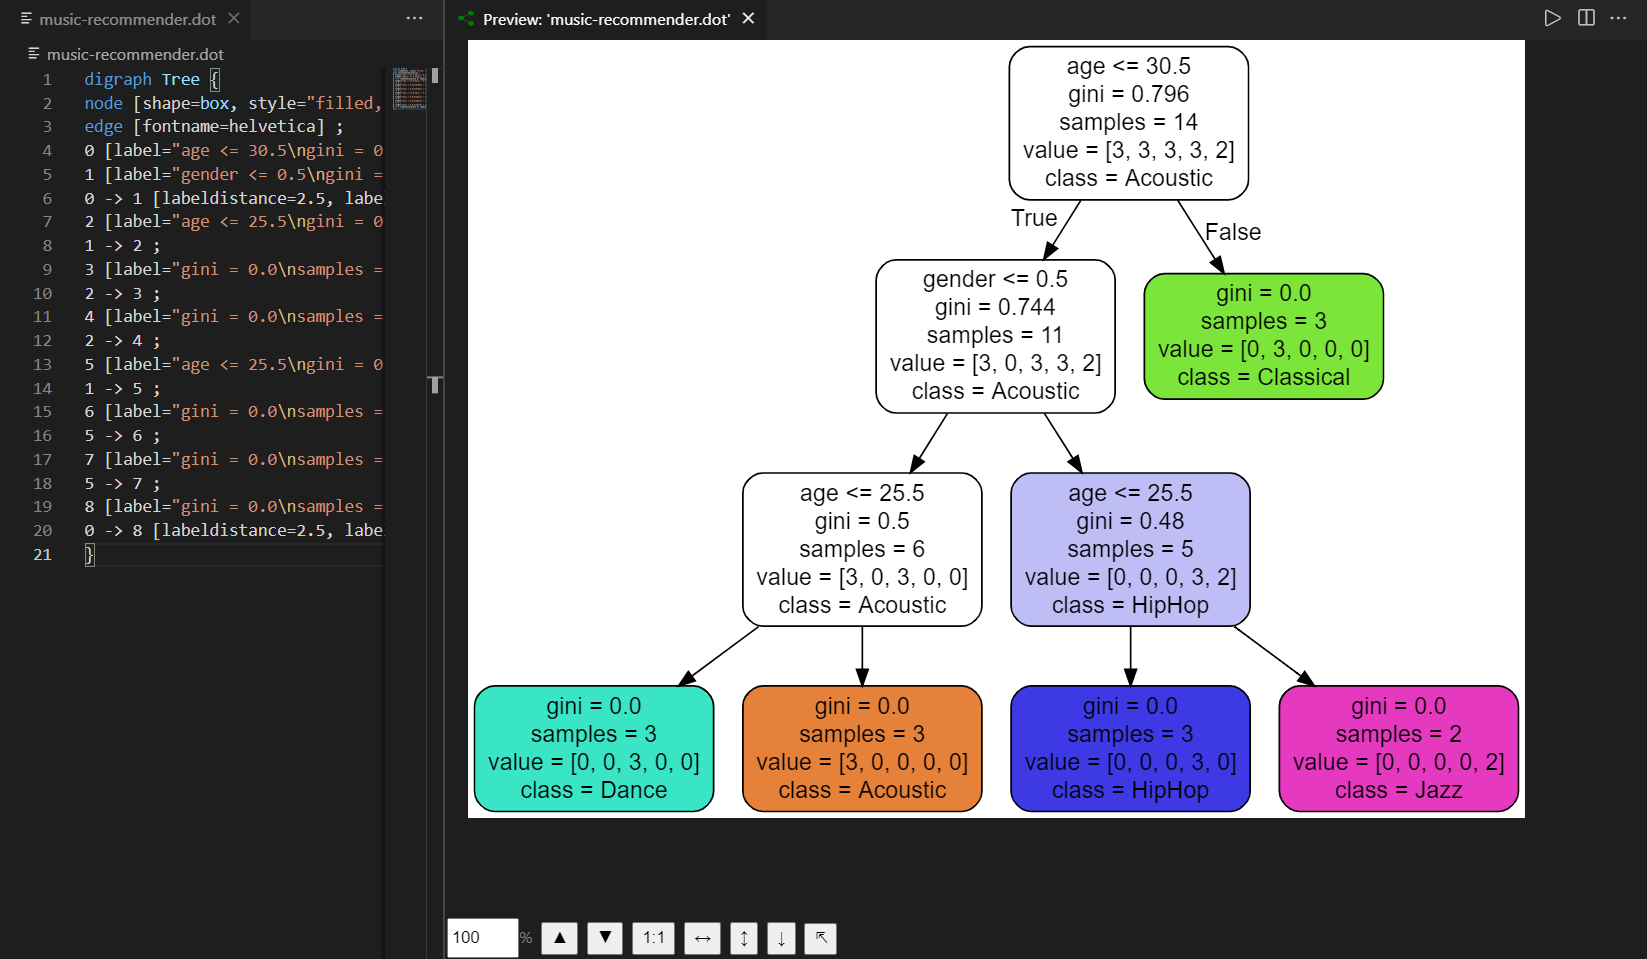 music-recommender.dot
music-recommender.dot
1 digraph Tree {
2 node [shape=box, style="filled,
3 edge [fontname=helvetica] ;
4 0 [label="age <= 30.5\ngini = 0
5 1 [label="gender <= 0.5\ngini =
6 0 -> 1 [labeldistance=2.5, labe
7 2 [label="age <= 25.5\ngini = 0
8 1 -> 2 ;
9 3 [label="gini = 0.0\nsamples =
10 2 -> 3 ;
11 4 [label="gini = 0.0\nsamples =
12 2 -> 4 ;
13 5 [label="age <= 25.5\ngini = 0
14 1 -> 5 ;
15 6 [label="gini = 0.0\nsamples =
16 5 -> 6 ;
17 7 [label="gini = 0.0\nsamples =
18 5 -> 7 ;
19 8 [label="gini = 0.0\nsamples =
20 0 -> 8 [labeldistance=2.5, labe
21 }
Preview: 'music-recommender.dot'
age <= 30.5
gini = 0.796
samples = 14
value = [3, 3, 3, 3, 2]
class = Acoustic
True
False
gender <= 0.5
gini = 0.744
samples = 11
value = [3, 0, 3, 3, 2]
class = Acoustic
gini = 0.0
samples = 3
value = [0, 3, 0, 0, 0]
class = Classical
age <= 25.5
gini = 0.5
samples = 6
value = [3, 0, 3, 0, 0]
class = Acoustic
age <= 25.5
gini = 0.48
samples = 5
value = [0, 0, 0, 3, 2]
class = HipHop
gini = 0.0
samples = 3
value = [0, 0, 3, 0, 0]
class = Dance
gini = 0.0
samples = 3
value = [3, 0, 0, 0, 0]
class = Acoustic
gini = 0.0
samples = 3
value = [0, 0, 0, 3, 0]
class = HipHop
gini = 0.0
samples = 2
value = [0, 0, 0, 0, 2]
class = Jazz
100 % 1:1